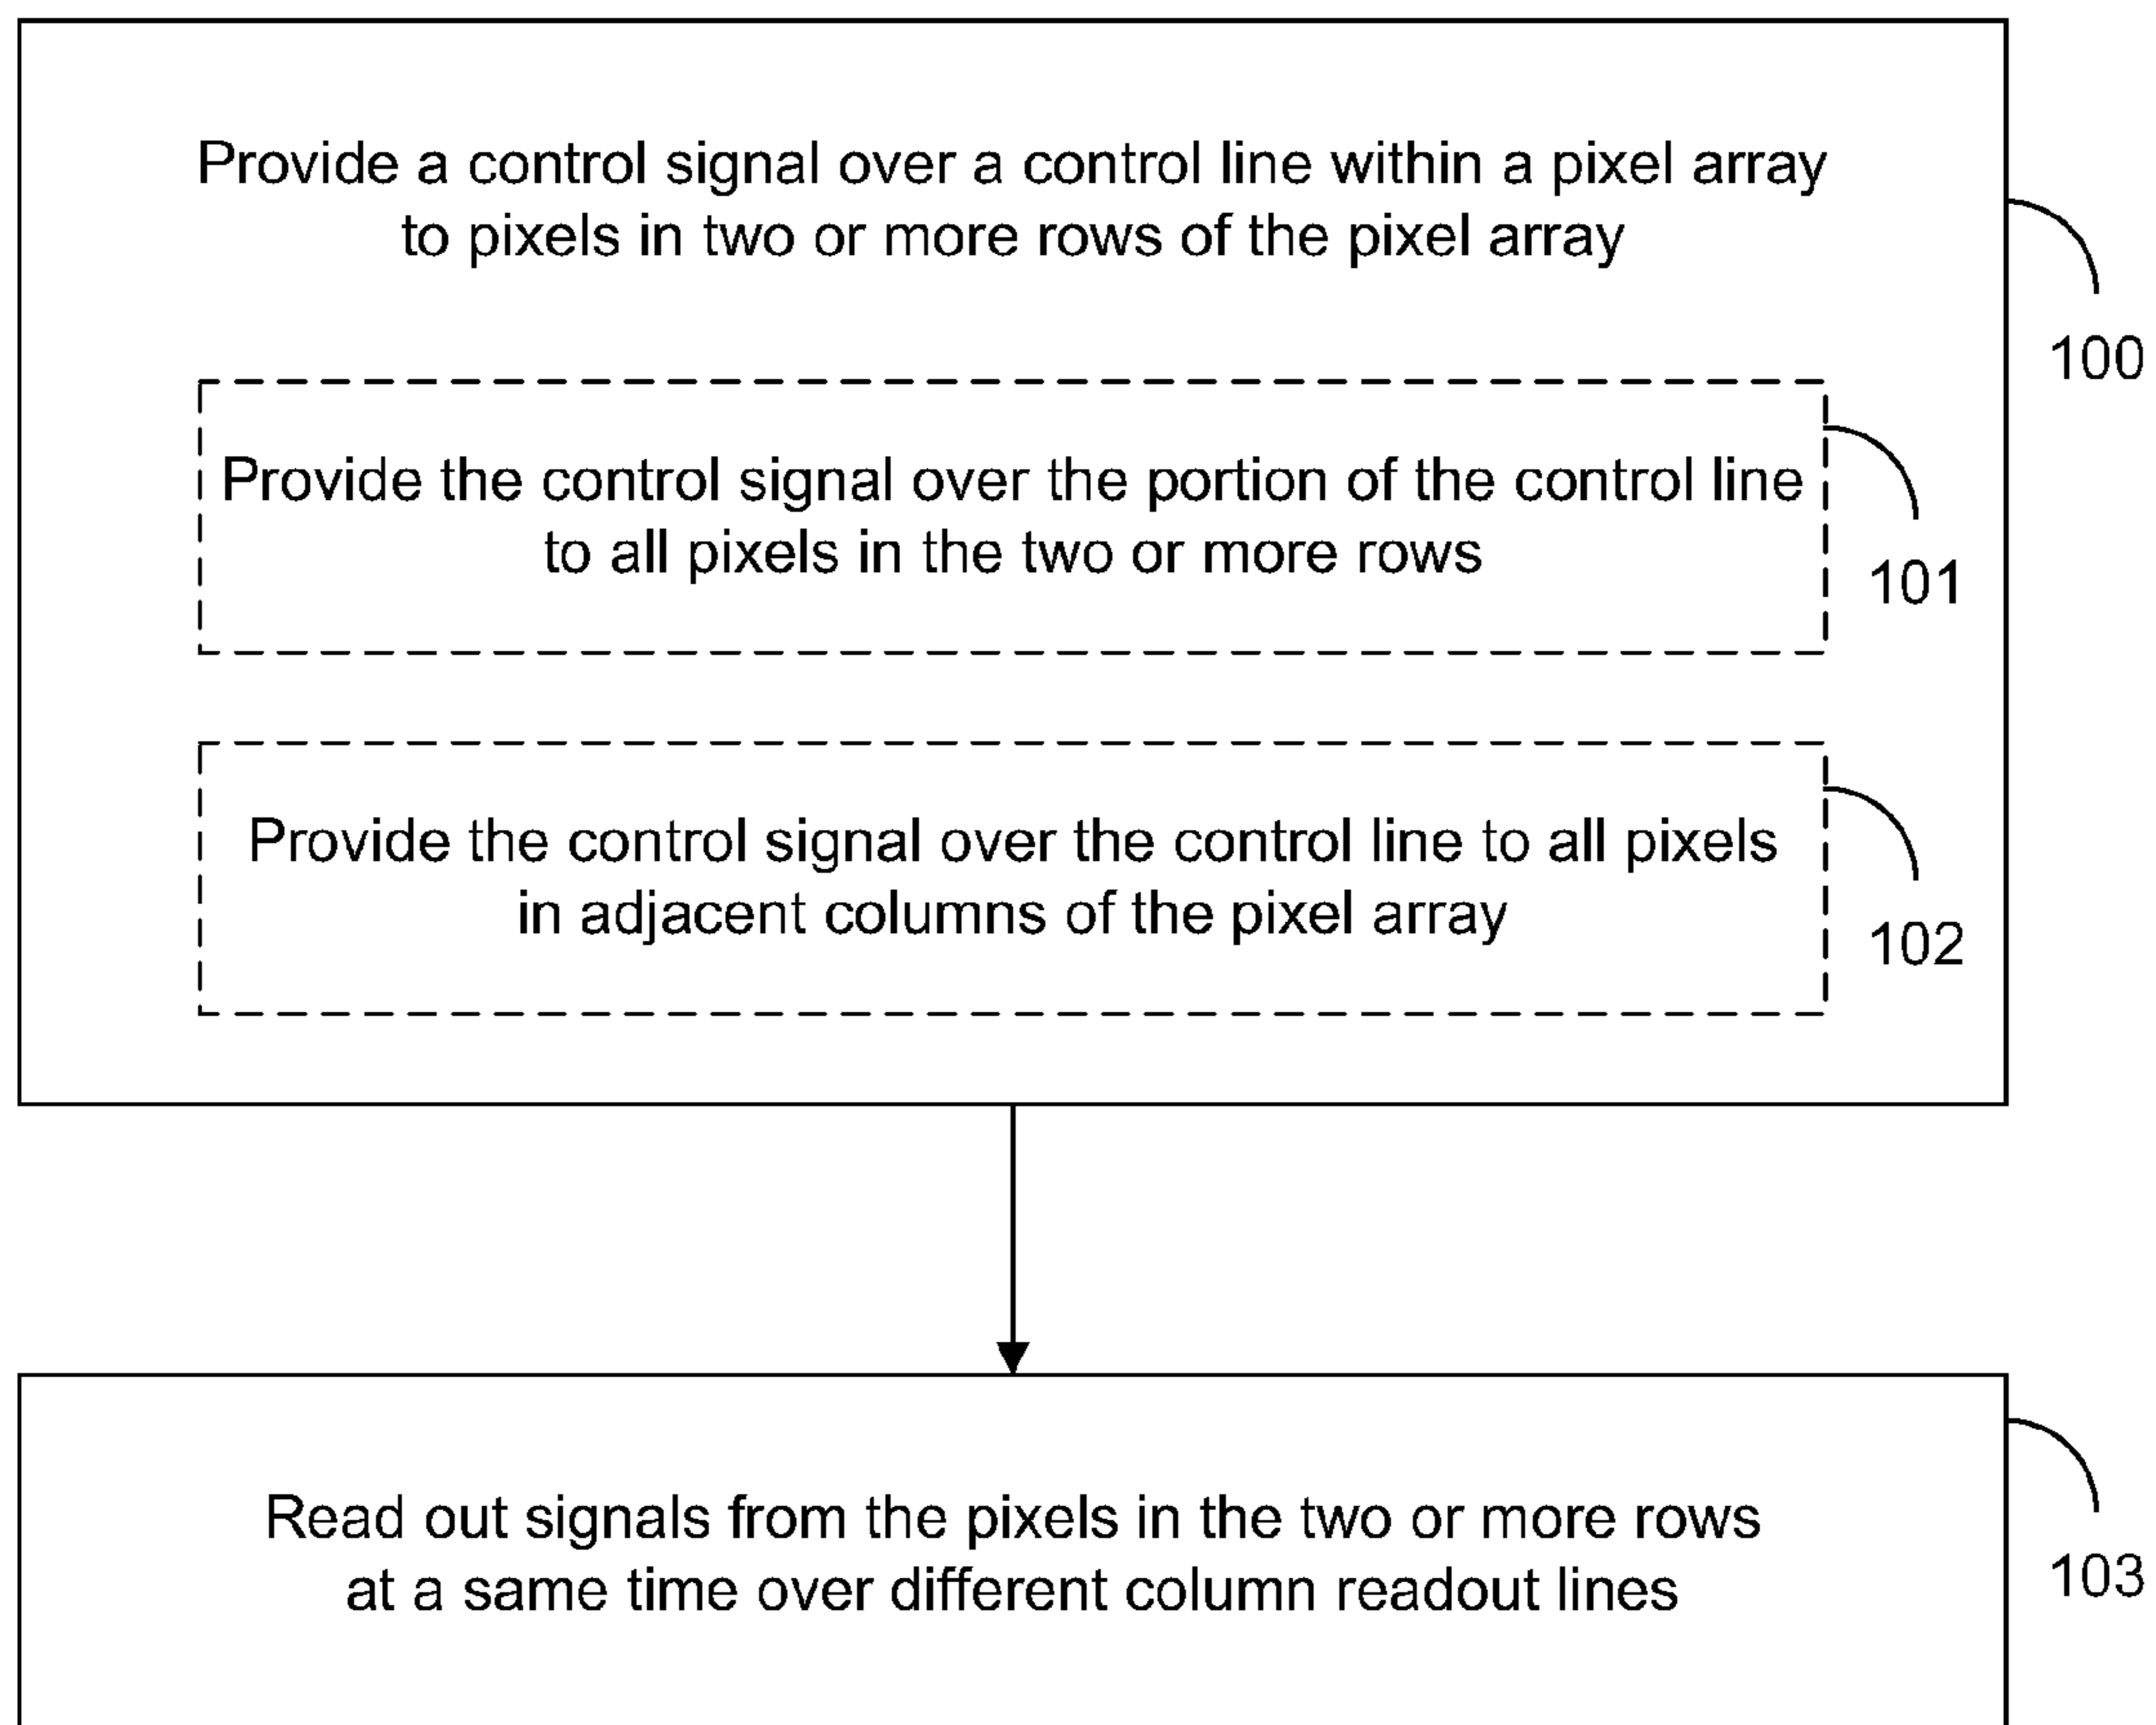 Provide a control signal over a control line within a pixel array
to pixels in two or more rows of the pixel array
100
Provide the control signal over the portion of the control line
to all pixels in the two or more rows
101
Provide the control signal over the control line to all pixels
in adjacent columns of the pixel array
102
Read out signals from the pixels in the two or more rows
at a same time over different column readout lines
103